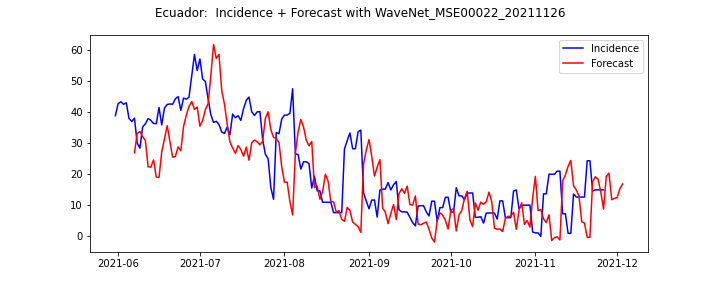 Ecuador:  Incidence + Forecast with WaveNet_MSE00022_20211126
Incidence
Forecast
60
50
40
30
20
10
0
2021-06 2021-07 2021-08 2021-09 2021-10 2021-11 2021-12